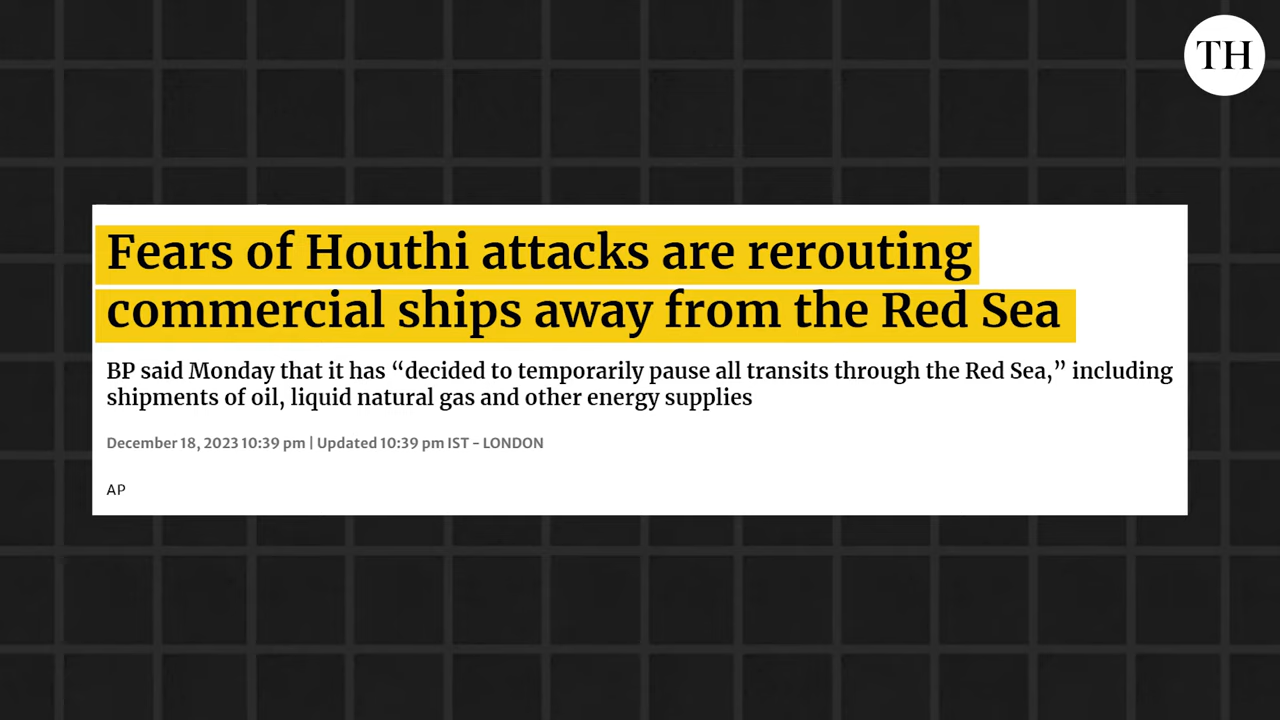 TH
Fears of Houthi attacks are rerouting
commercial ships away from the Red Sea
BP said Monday that it has “decided to temporarily pause all transits through the Red Sea,” including
shipments of oil, liquid natural gas and other energy supplies
December 18, 2023 10:39 pm | Updated 10:39 pm IST - LONDON
AP